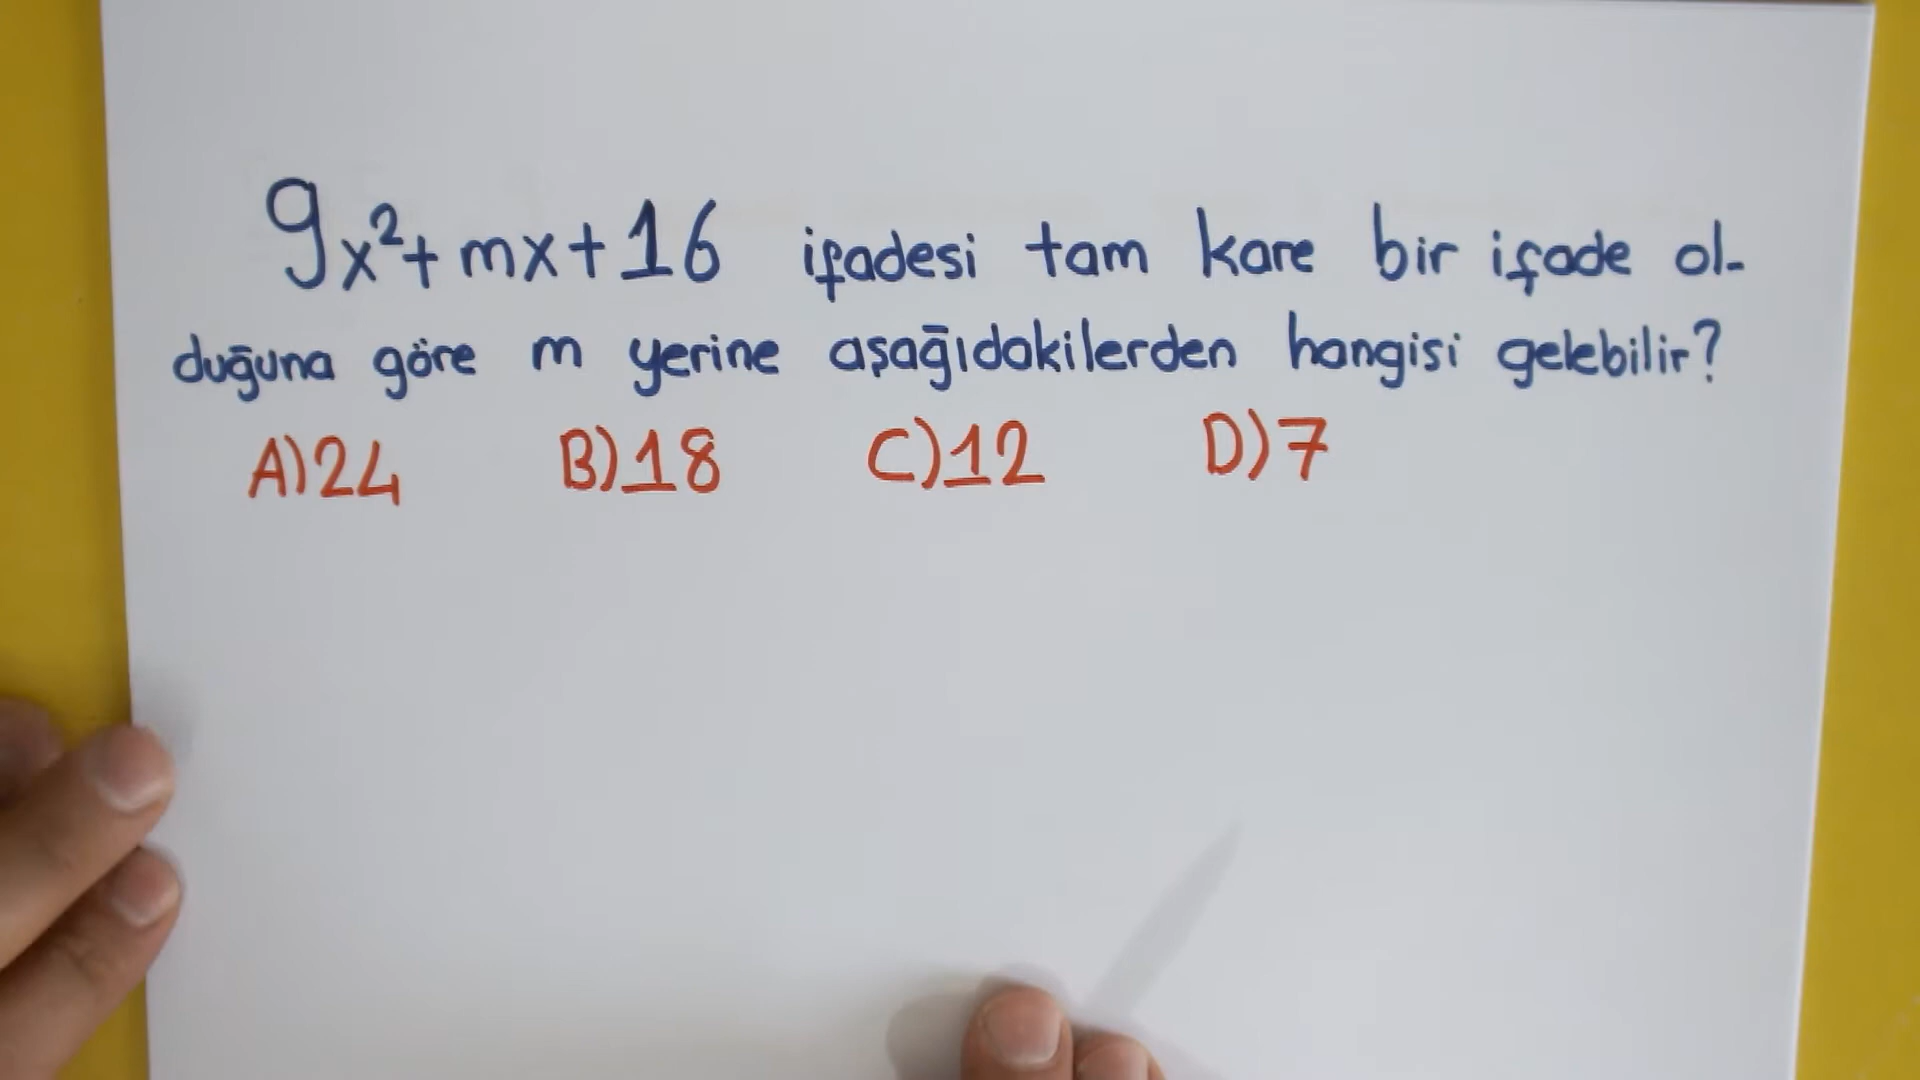 9x²+mx+16 ifadesi tam kare bir ifade ol-
duğuna göre m yerine aşağıdakilerden hangisi gelebilir?
A)24 B)18 C)12 D)7